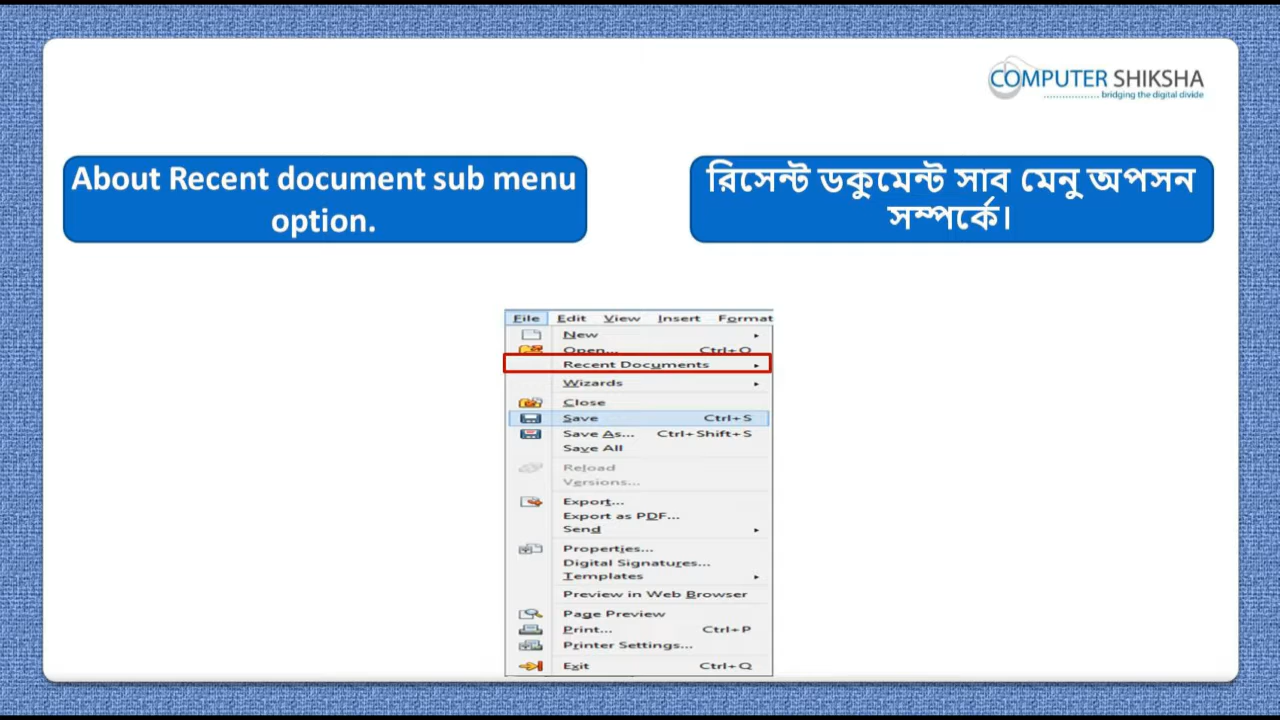 COMPUTER SHIKSHA
bridging the digital divide
About Recent document sub menu
option.
রিসেন্ট ডকুমেন্ট সাব মেনু অপসন
সম্পর্কে।
File Edit View Insert Format
New
Open... Ctrl+O
Recent Documents
Wizards
Close
Save Ctrl+S
Save As... Ctrl+Shift+S
Save All
Reload
Versions...
Export...
Export as PDF...
Send
Properties...
Digital Signatures...
Templates
Preview in Web Browser
Page Preview
Print... Ctrl+P
Printer Settings...
Exit Ctrl+Q